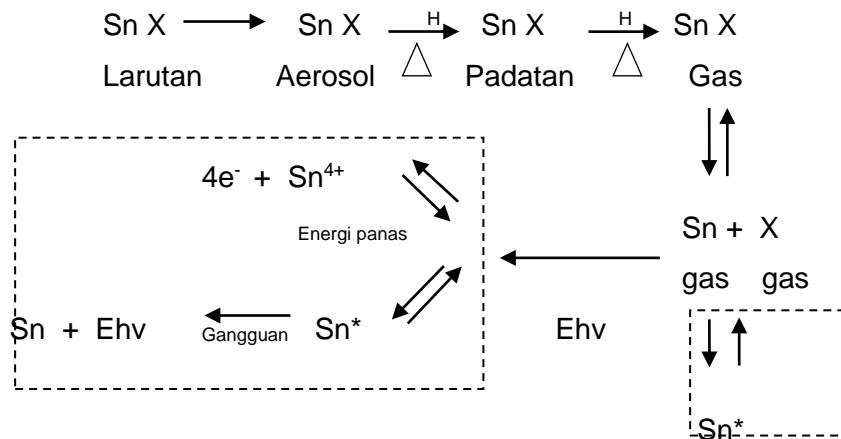 Sn X Sn X H Sn X H Sn X
Larutan Aerosol △ Padatan △ Gas
4e⁻ + Sn⁴⁺
Energi panas
Sn + X
gas gas
Sn + Ehv Gangguan Sn* Ehv
Sn*